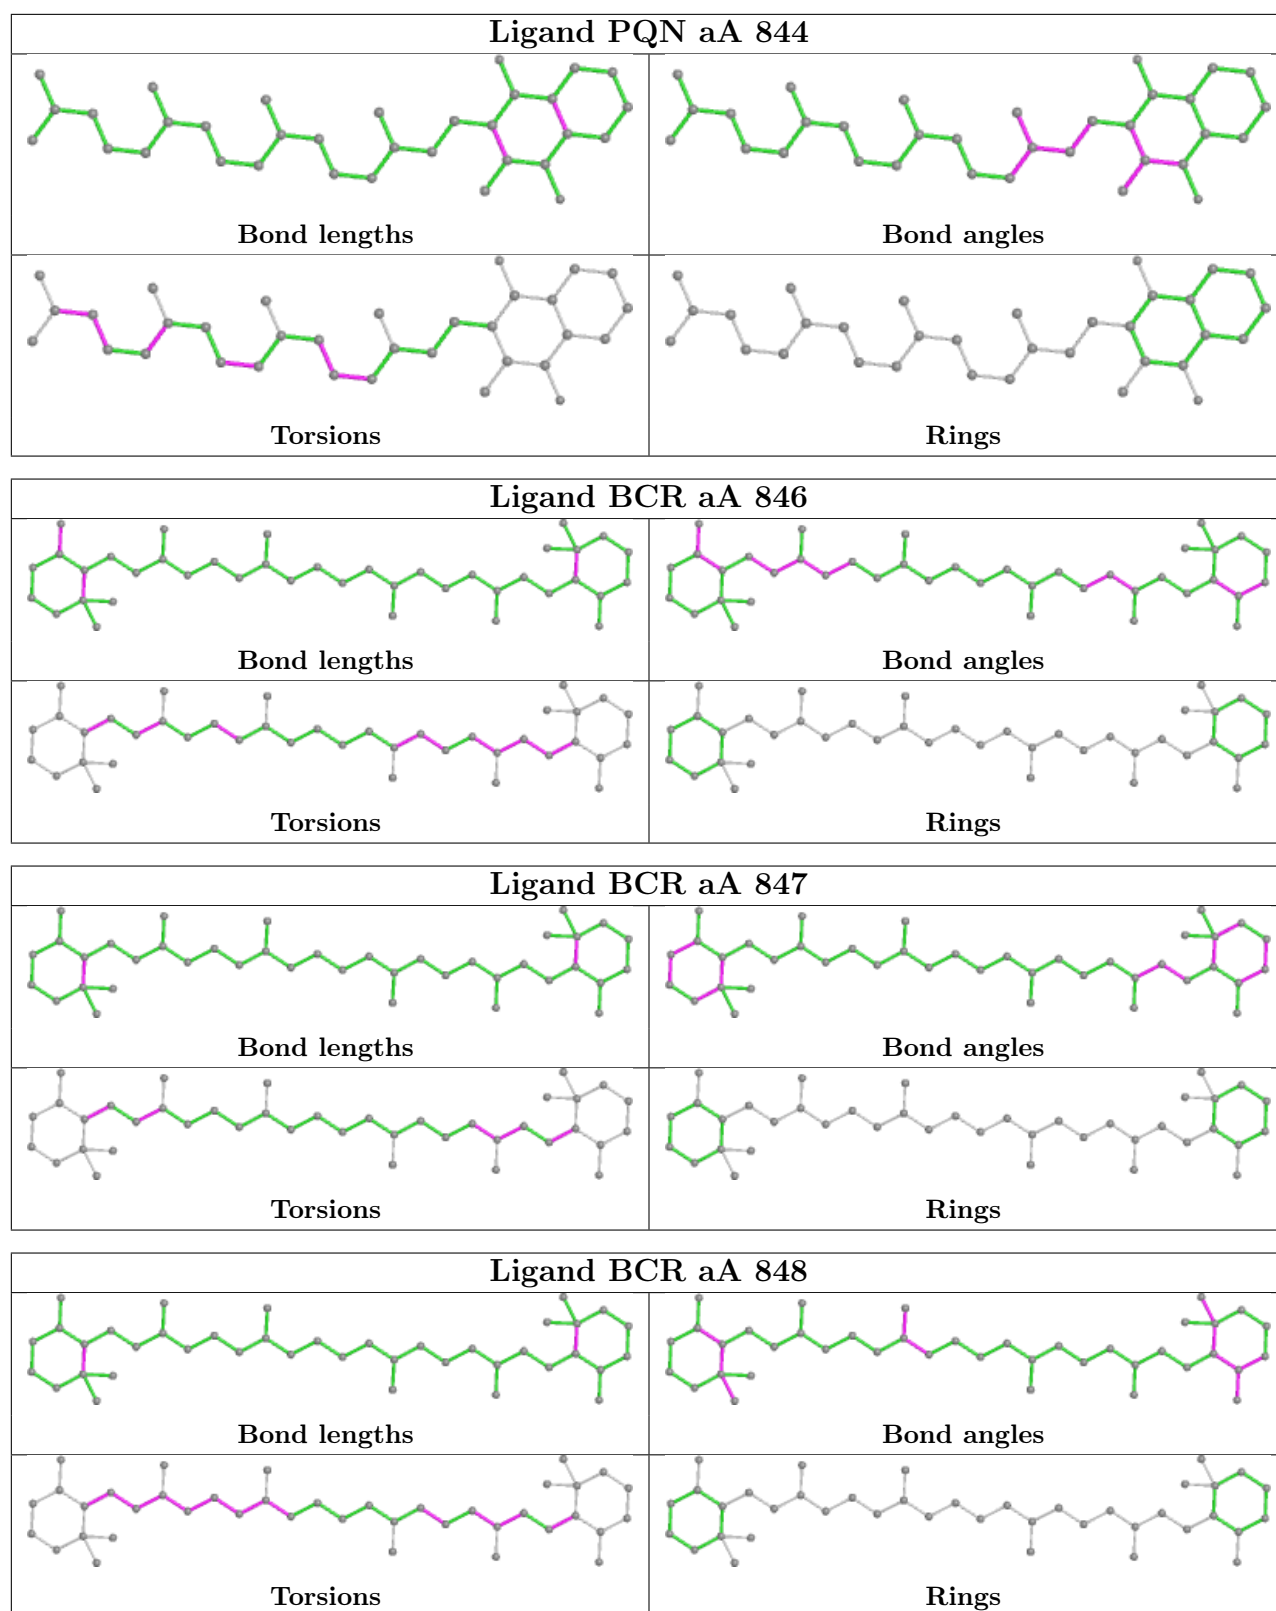 Ligand PQN aA 844
Bond lengths
Bond angles
Torsions
Rings
Ligand BCR aA 846
Bond lengths
Bond angles
Torsions
Rings
Ligand BCR aA 847
Bond lengths
Bond angles
Torsions
Rings
Ligand BCR aA 848
Bond lengths
Bond angles
Torsions
Rings